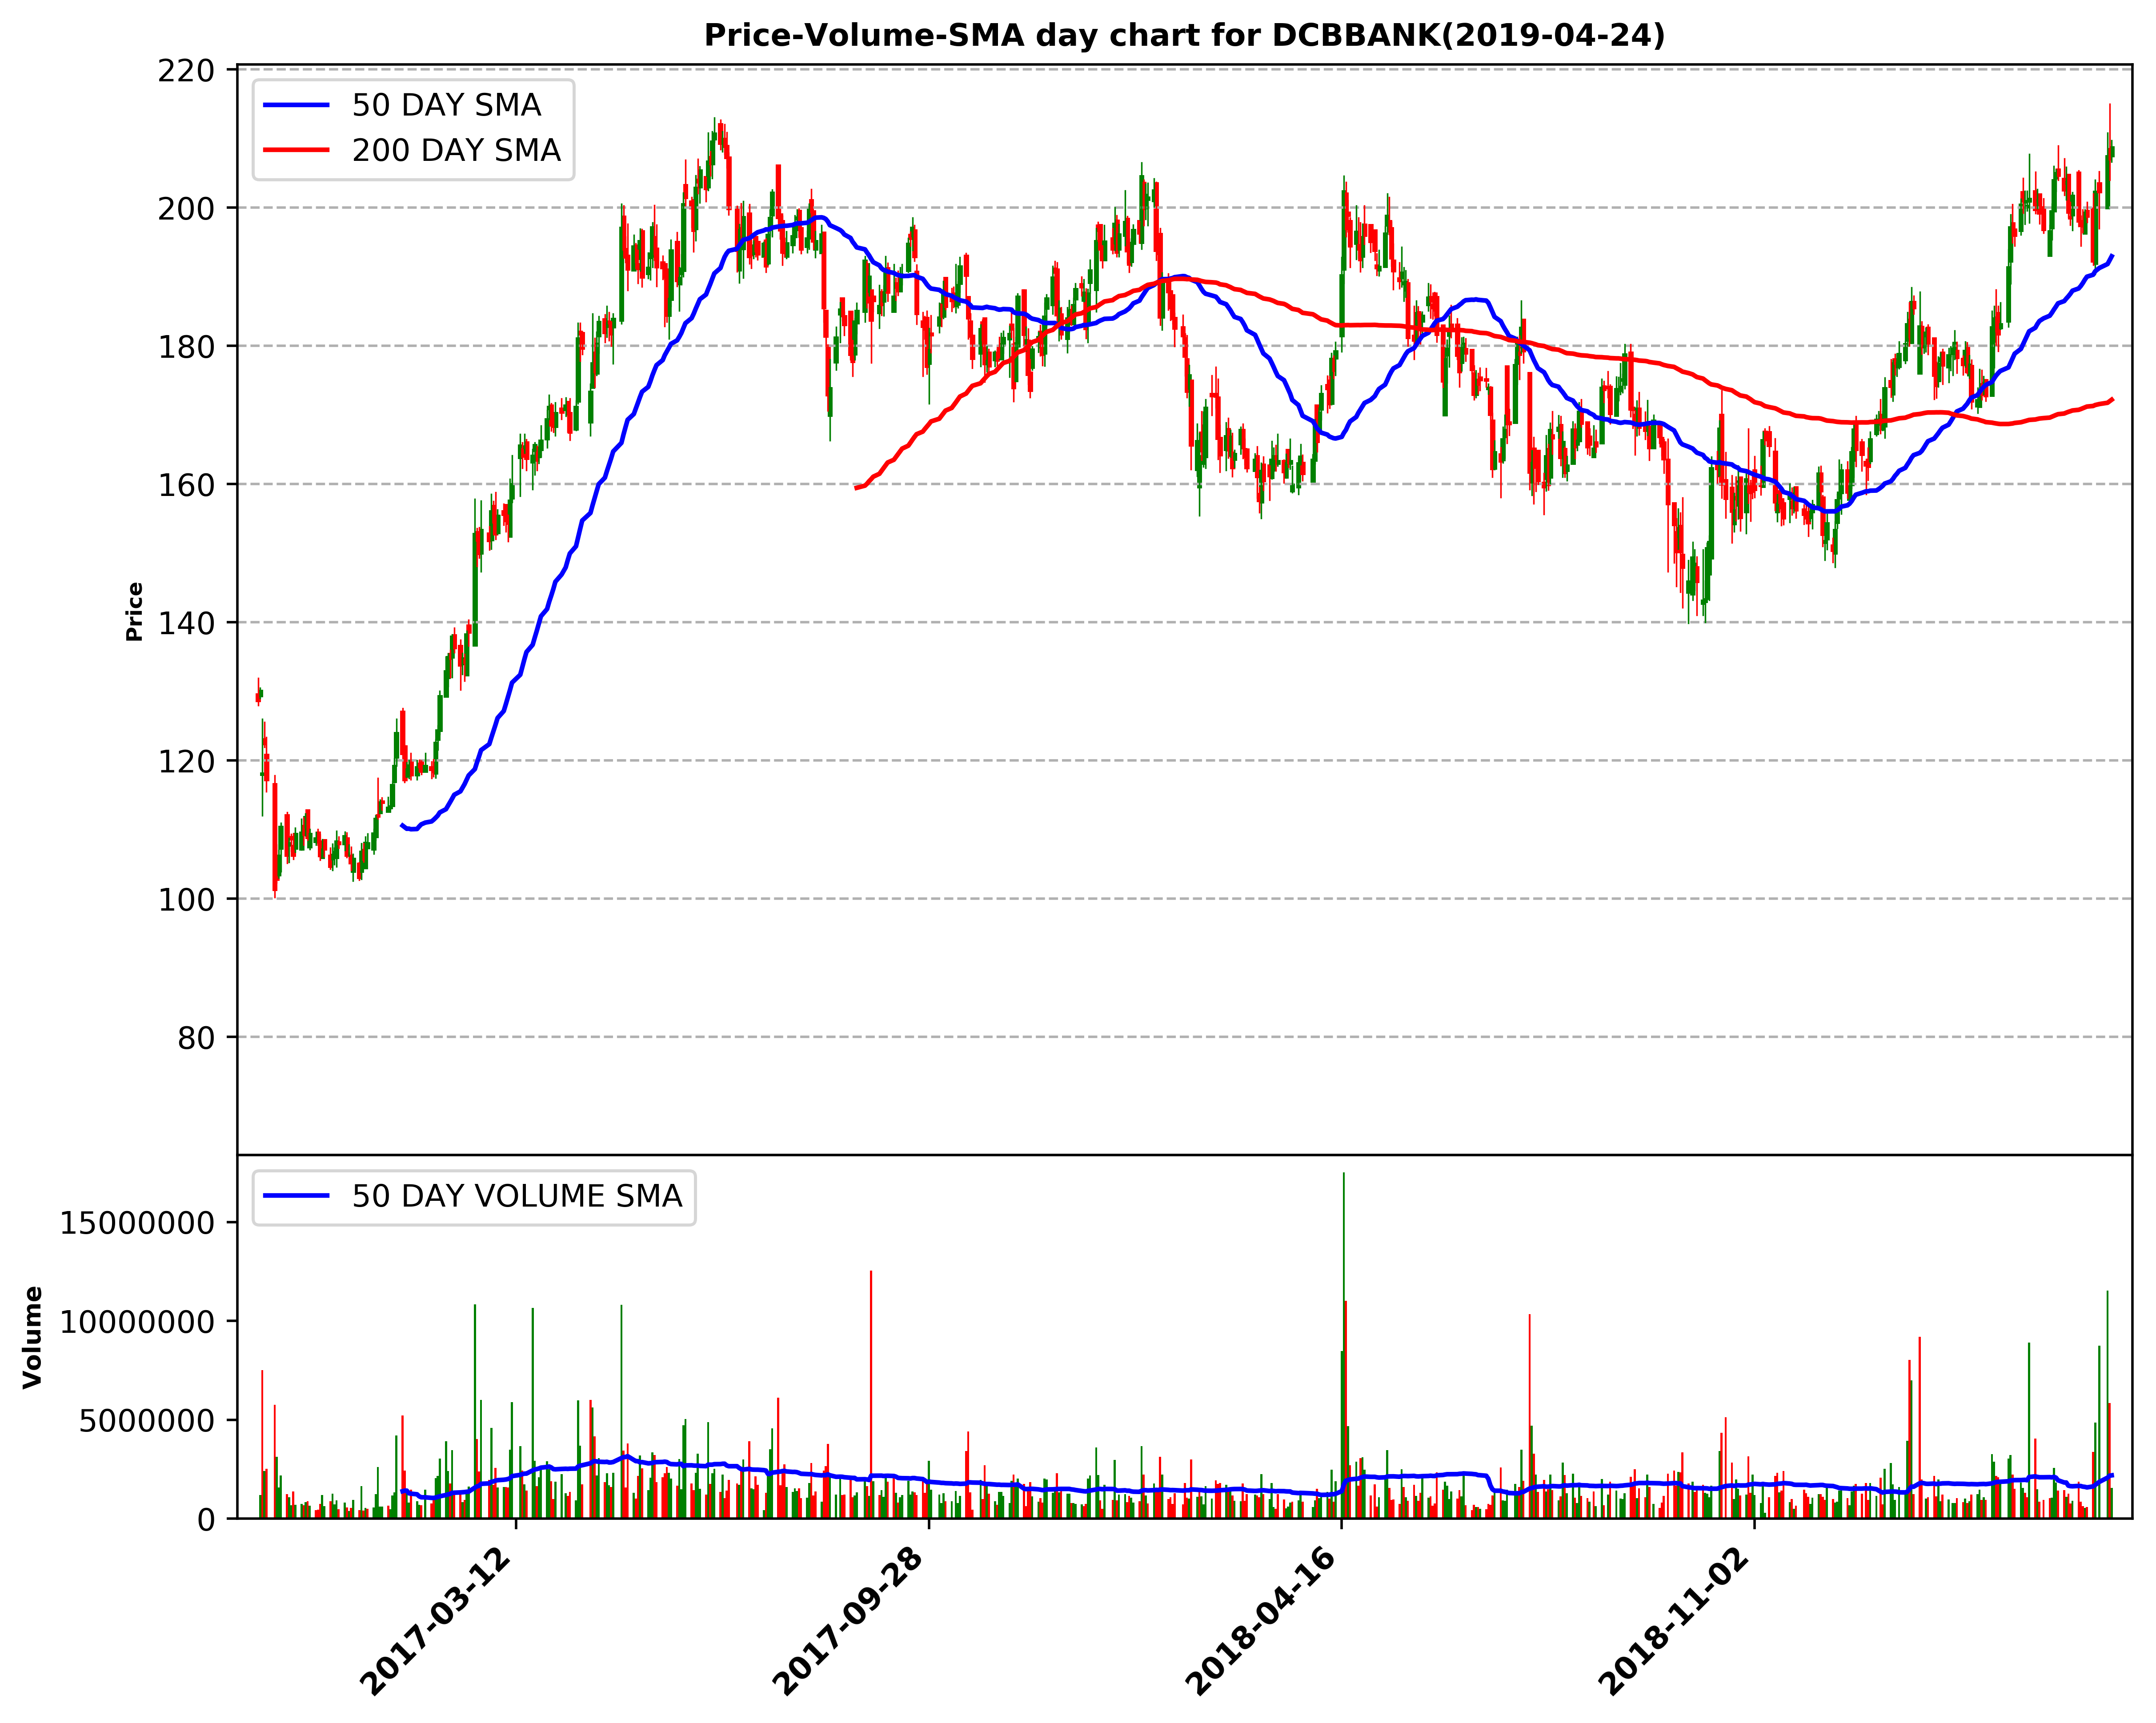 Price-Volume-SMA day chart for DCBBANK(2019-04-24)
220
200
180
160
140
120
100
80
Price
50 DAY SMA
200 DAY SMA
50 DAY VOLUME SMA
15000000
10000000
5000000
0
Volume
2017-03-12
2017-09-28
2018-04-16
2018-11-02